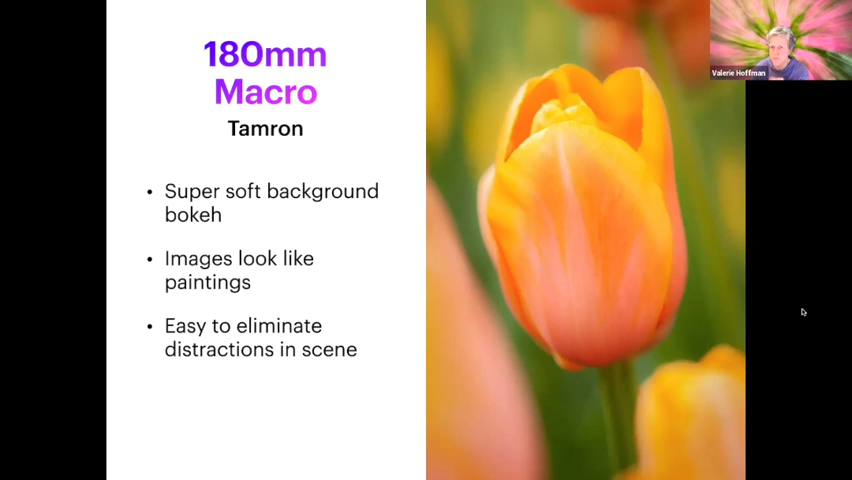 180mm
Macro
Tamron
• Super soft background
bokeh
• Images look like
paintings
• Easy to eliminate
distractions in scene
Valerie Hoffman